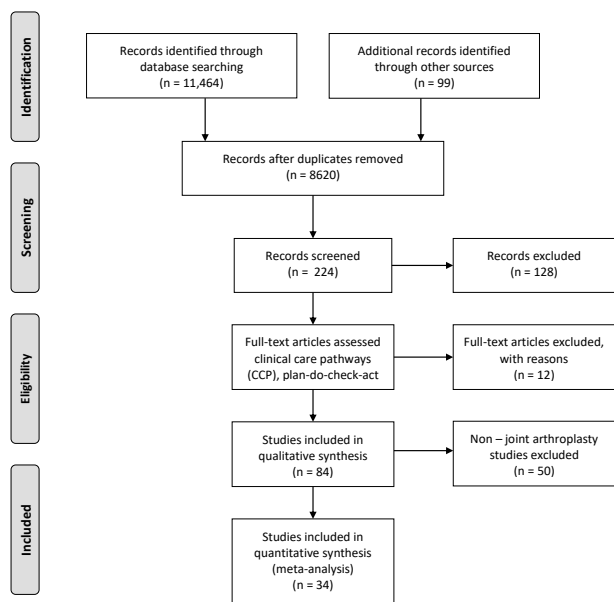 Identification
Records identified through
database searching
(n = 11,464)
Additional records identified
through other sources
(n = 99)
Records after duplicates removed
(n = 8620)
Screening
Records screened
(n = 224)
Records excluded
(n = 128)
Eligibility
Full-text articles assessed
clinical care pathways
(CCP), plan-do-check-act
Full-text articles excluded,
with reasons
(n = 12)
Studies included in
qualitative synthesis
(n = 84)
Non – joint arthroplasty
studies excluded
(n = 50)
Included
Studies included in
quantitative synthesis
(meta-analysis)
(n = 34)